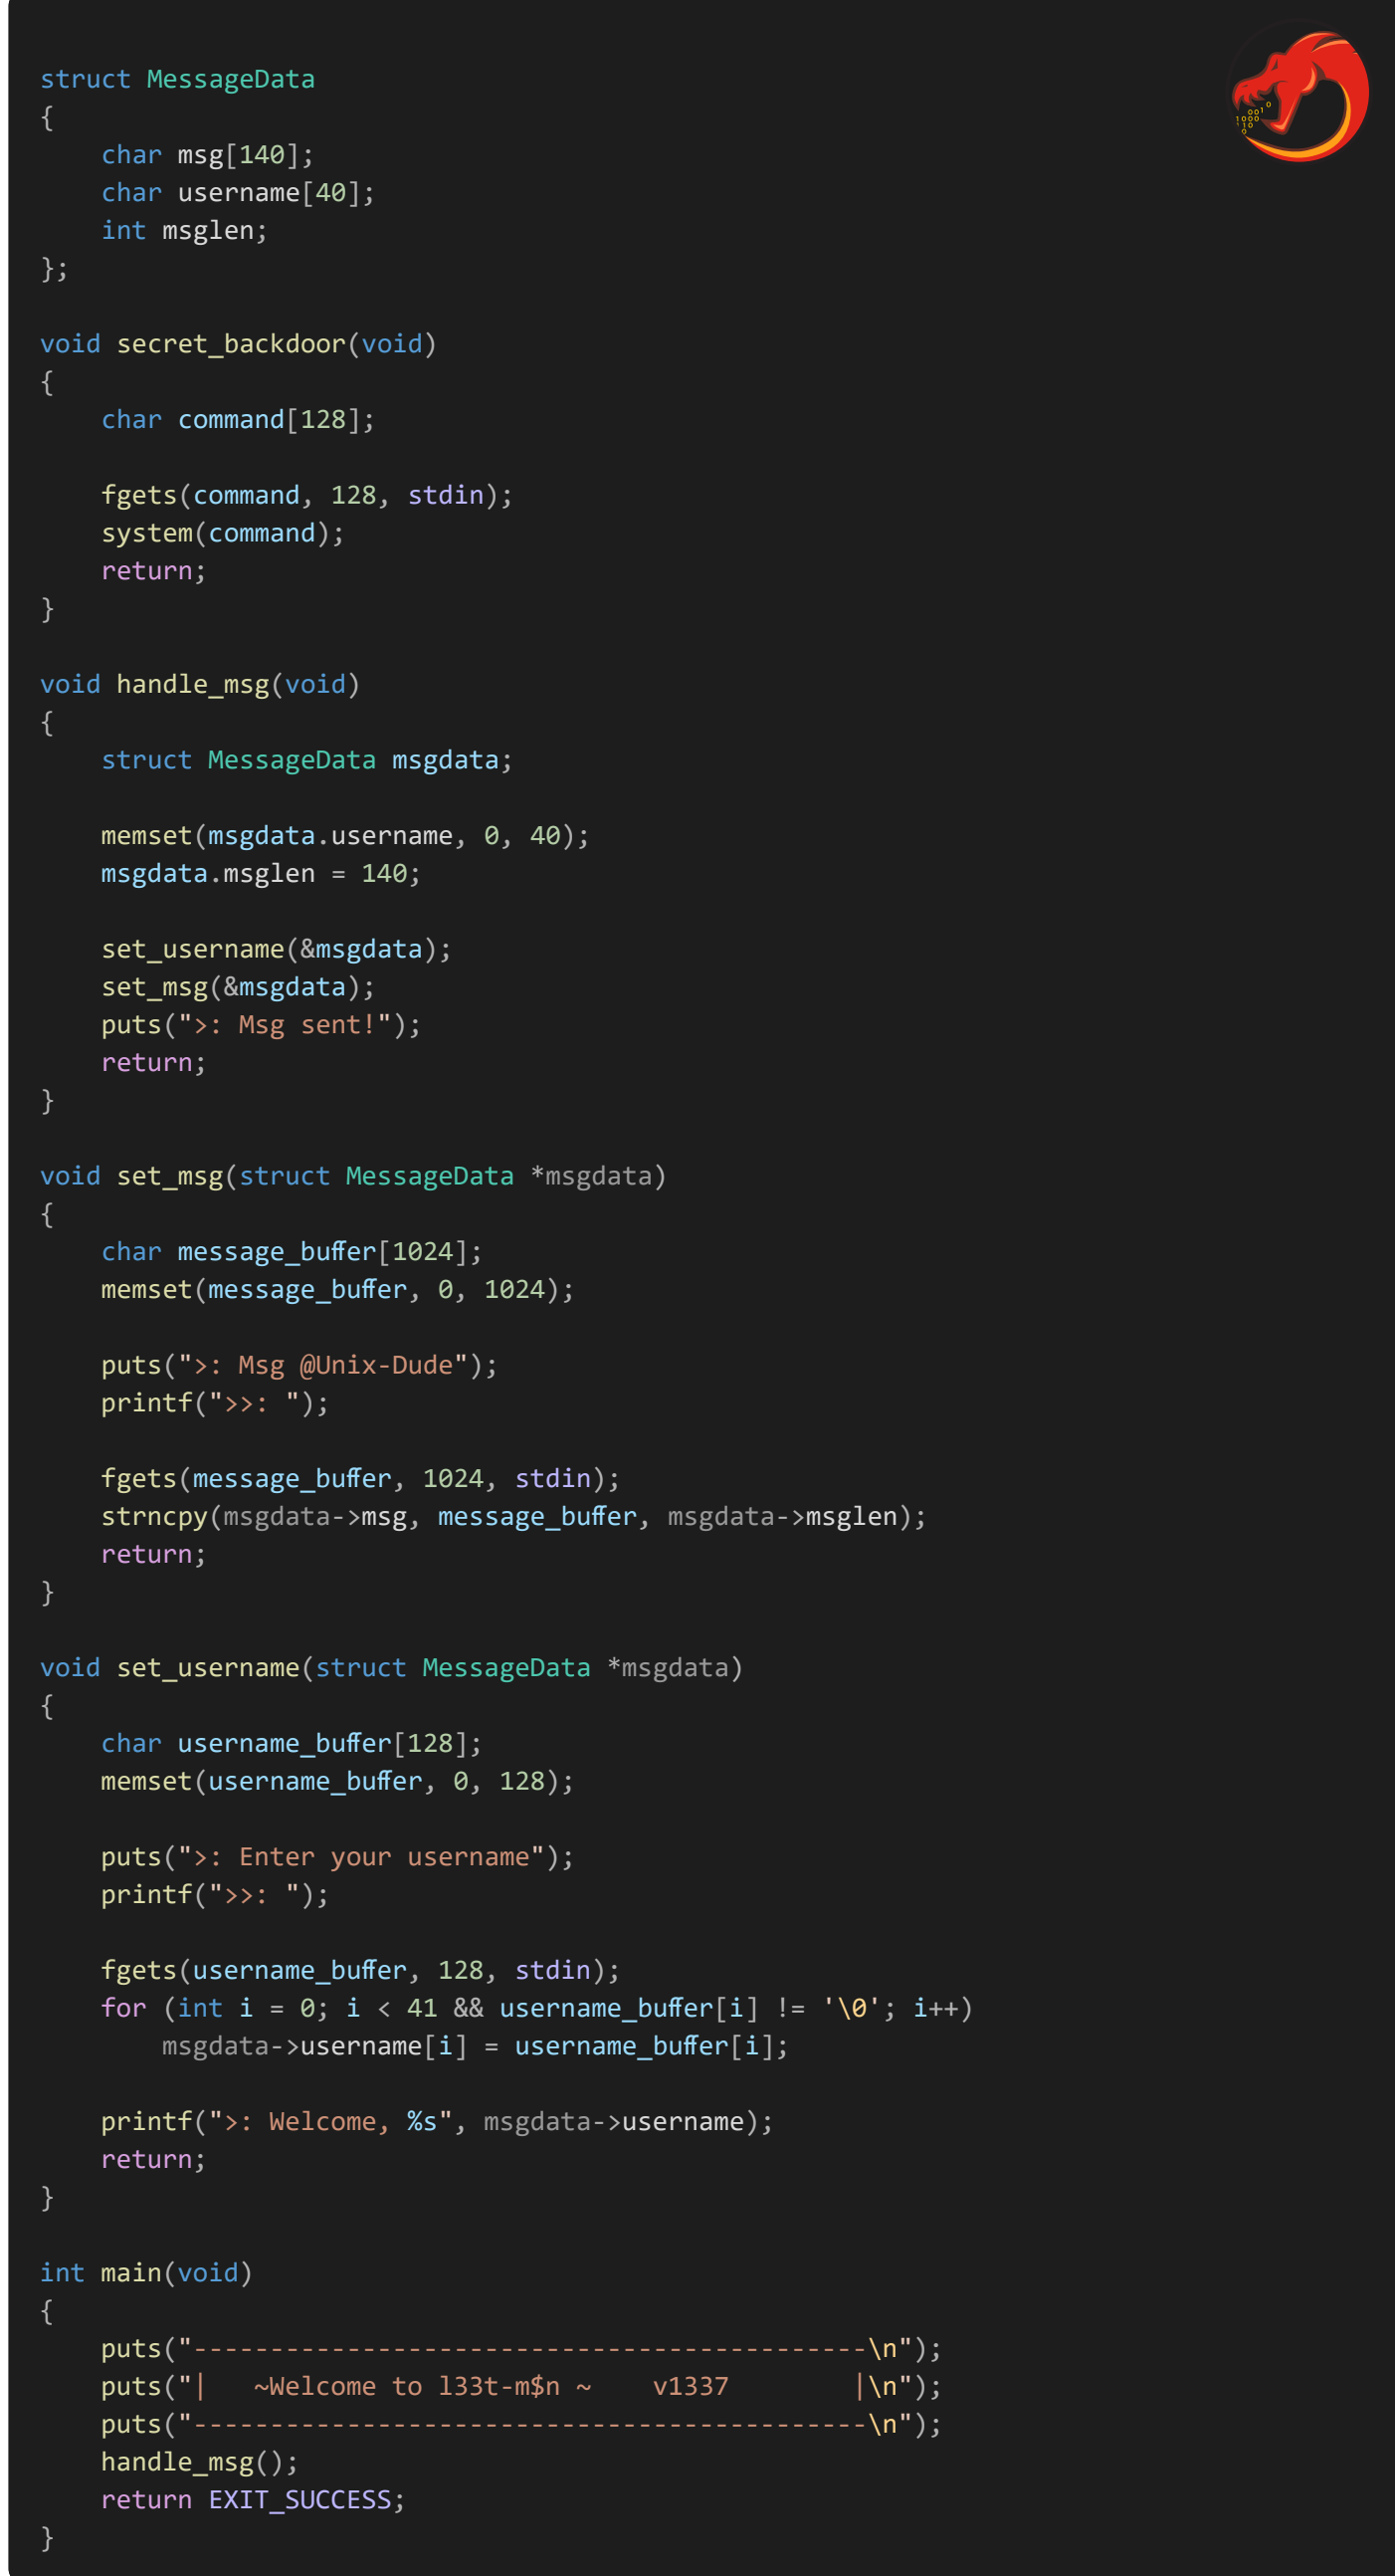 struct MessageData
{
    char msg[140];
    char username[40];
    int msglen;
};

void secret_backdoor(void)
{
    char command[128];

    fgets(command, 128, stdin);
    system(command);
    return;
}

void handle_msg(void)
{
    struct MessageData msgdata;

    memset(msgdata.username, 0, 40);
    msgdata.msglen = 140;

    set_username(&msgdata);
    set_msg(&msgdata);
    puts(">: Msg sent!");
    return;
}

void set_msg(struct MessageData *msgdata)
{
    char message_buffer[1024];
    memset(message_buffer, 0, 1024);

    puts(">: Msg @Unix-Dude");
    printf(">>: ");

    fgets(message_buffer, 1024, stdin);
    strncpy(msgdata->msg, message_buffer, msgdata->msglen);
    return;
}

void set_username(struct MessageData *msgdata)
{
    char username_buffer[128];
    memset(username_buffer, 0, 128);

    puts(">: Enter your username");
    printf(">>: ");

    fgets(username_buffer, 128, stdin);
    for (int i = 0; i < 41 && username_buffer[i] != '\0'; i++)
        msgdata->username[i] = username_buffer[i];

    printf(">: Welcome, %s", msgdata->username);
    return;
}

int main(void)
{
    puts("--------------------------------------------\n");
    puts("|   ~Welcome to l33t-m$n ~    v1337        |\n");
    puts("--------------------------------------------\n");
    handle_msg();
    return EXIT_SUCCESS;
}